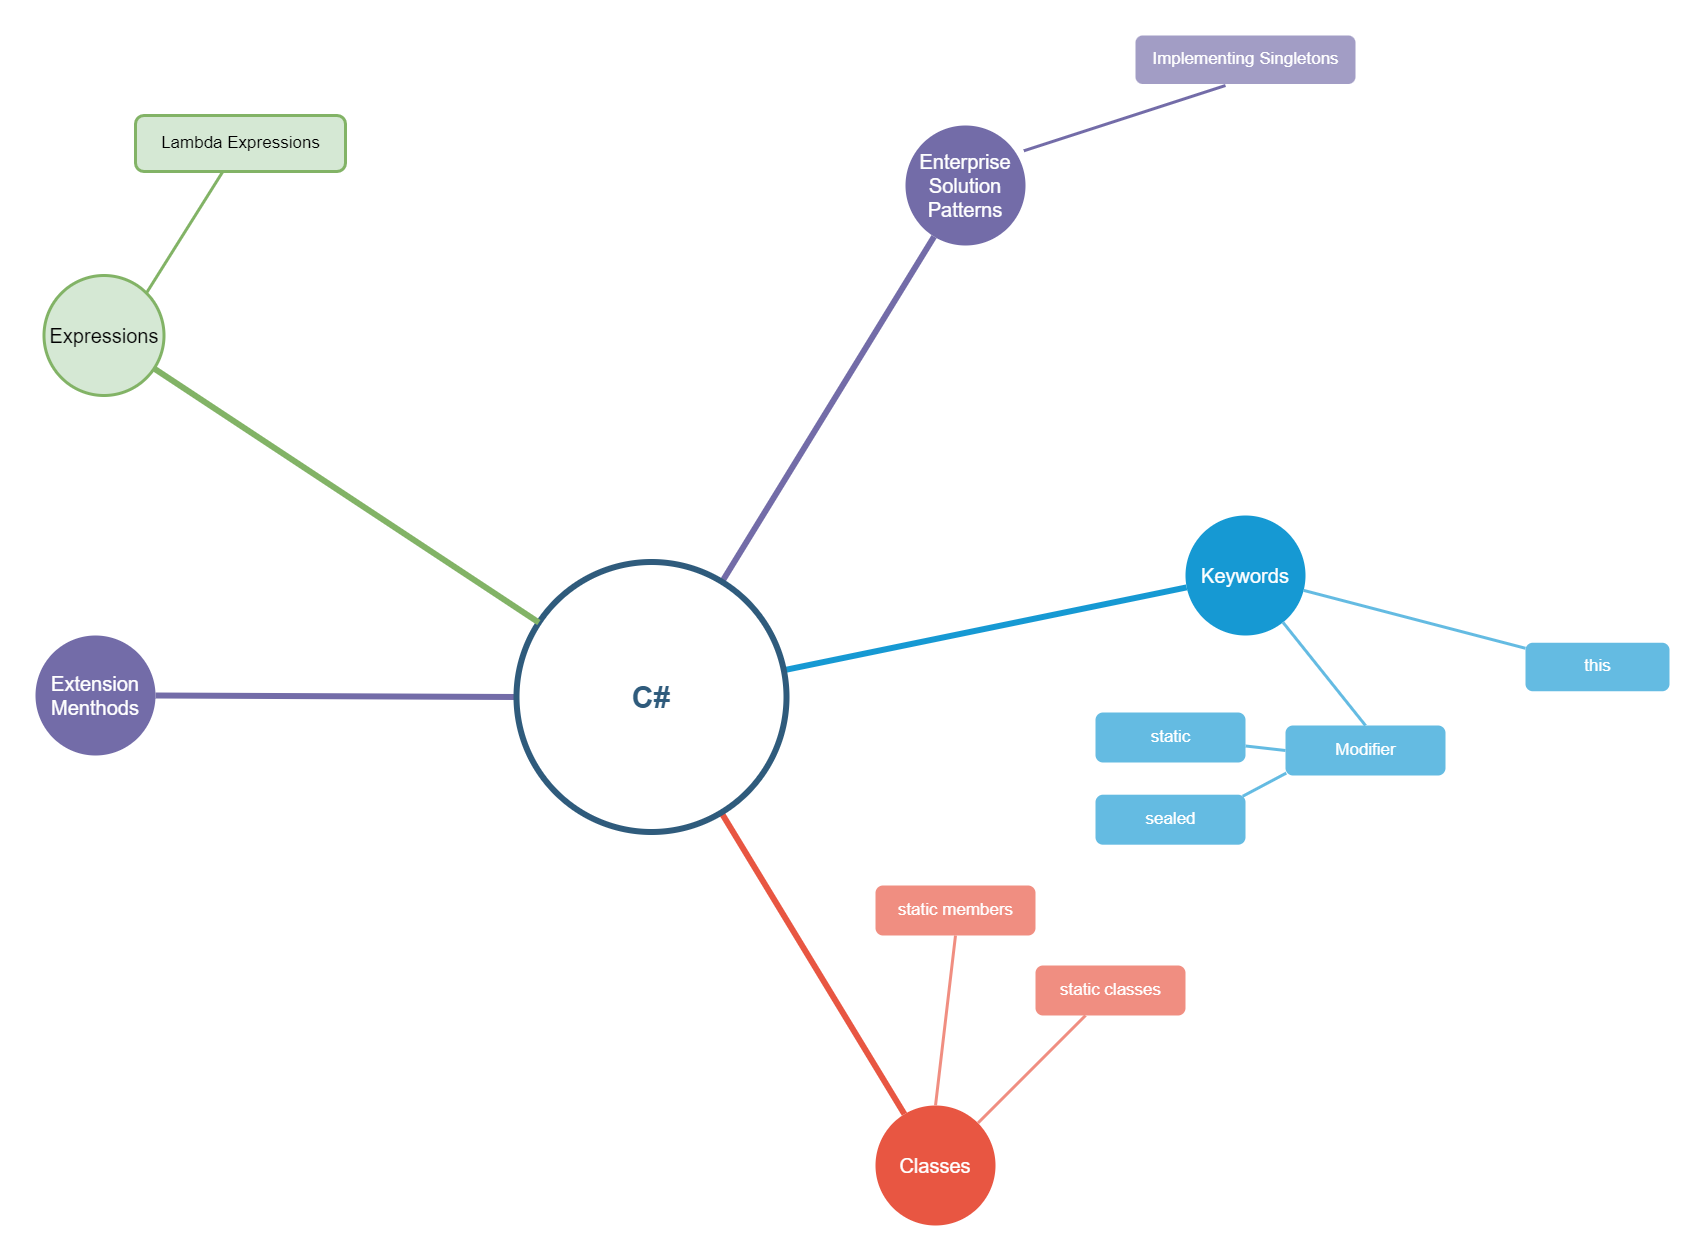 Implementing Singletons
Lambda Expressions
Enterprise
Solution
Patterns
Expressions
Keywords
this
Extension
Menthods
C#
static
Modifier
sealed
static members
static classes
Classes